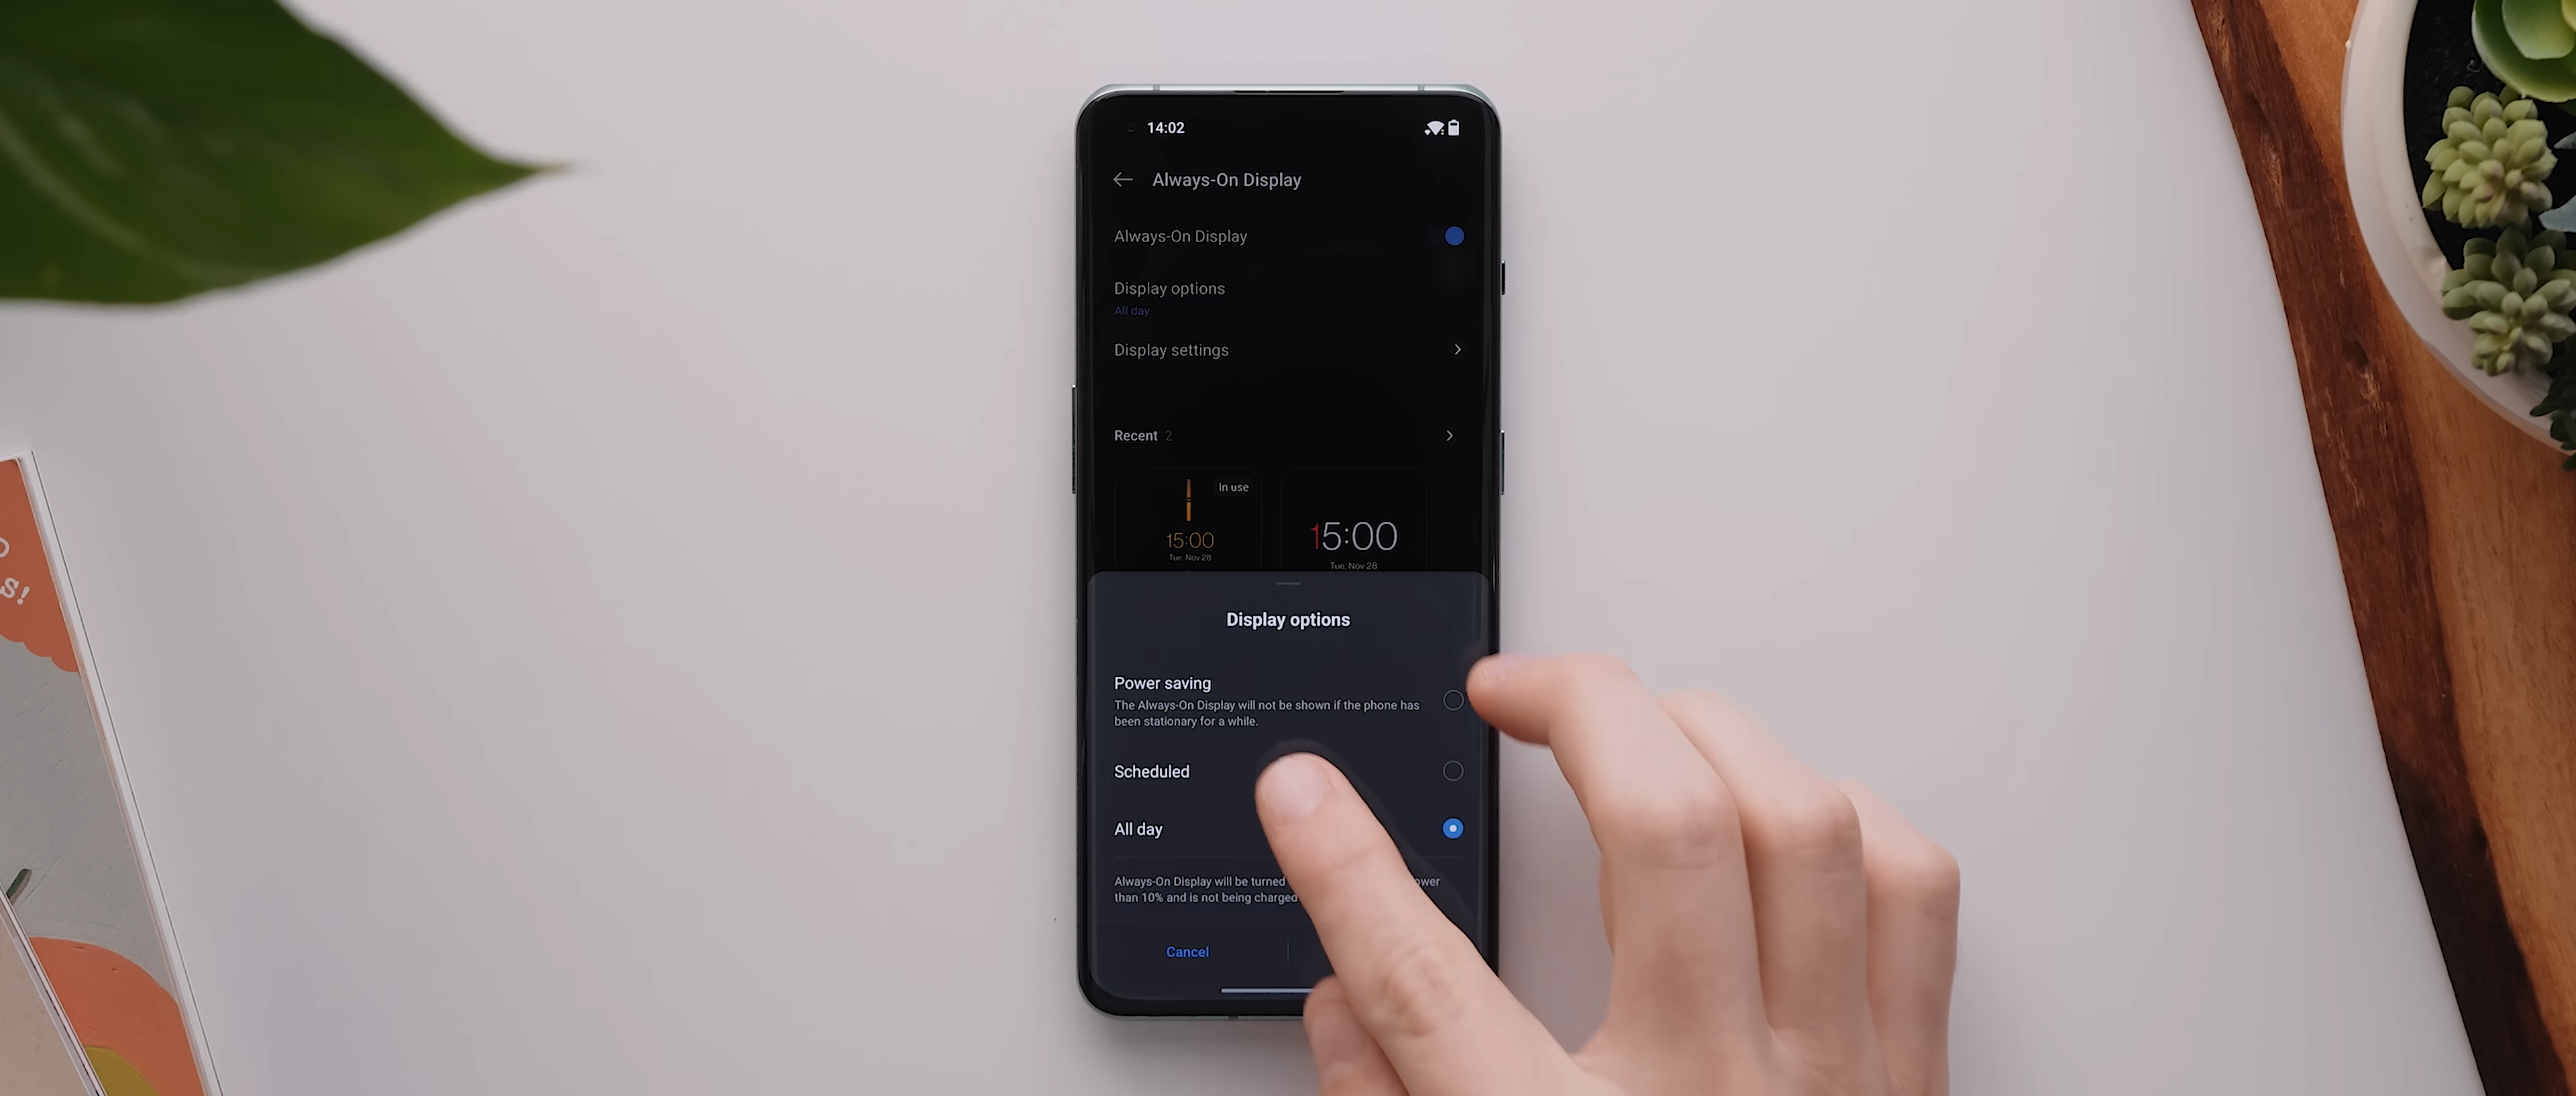 14:02
Always-On Display
Always-On Display
Display options
All day
Display settings
Recent 2
In use
15:00
Tue, Nov 28
15:00
Tue, Nov 28
Display options
Power saving
The Always-On Display will not be shown if the phone has
been stationary for a while.
Scheduled
All day
Always-On Display will be turned
than 10% and is not being charged
Cancel
s!